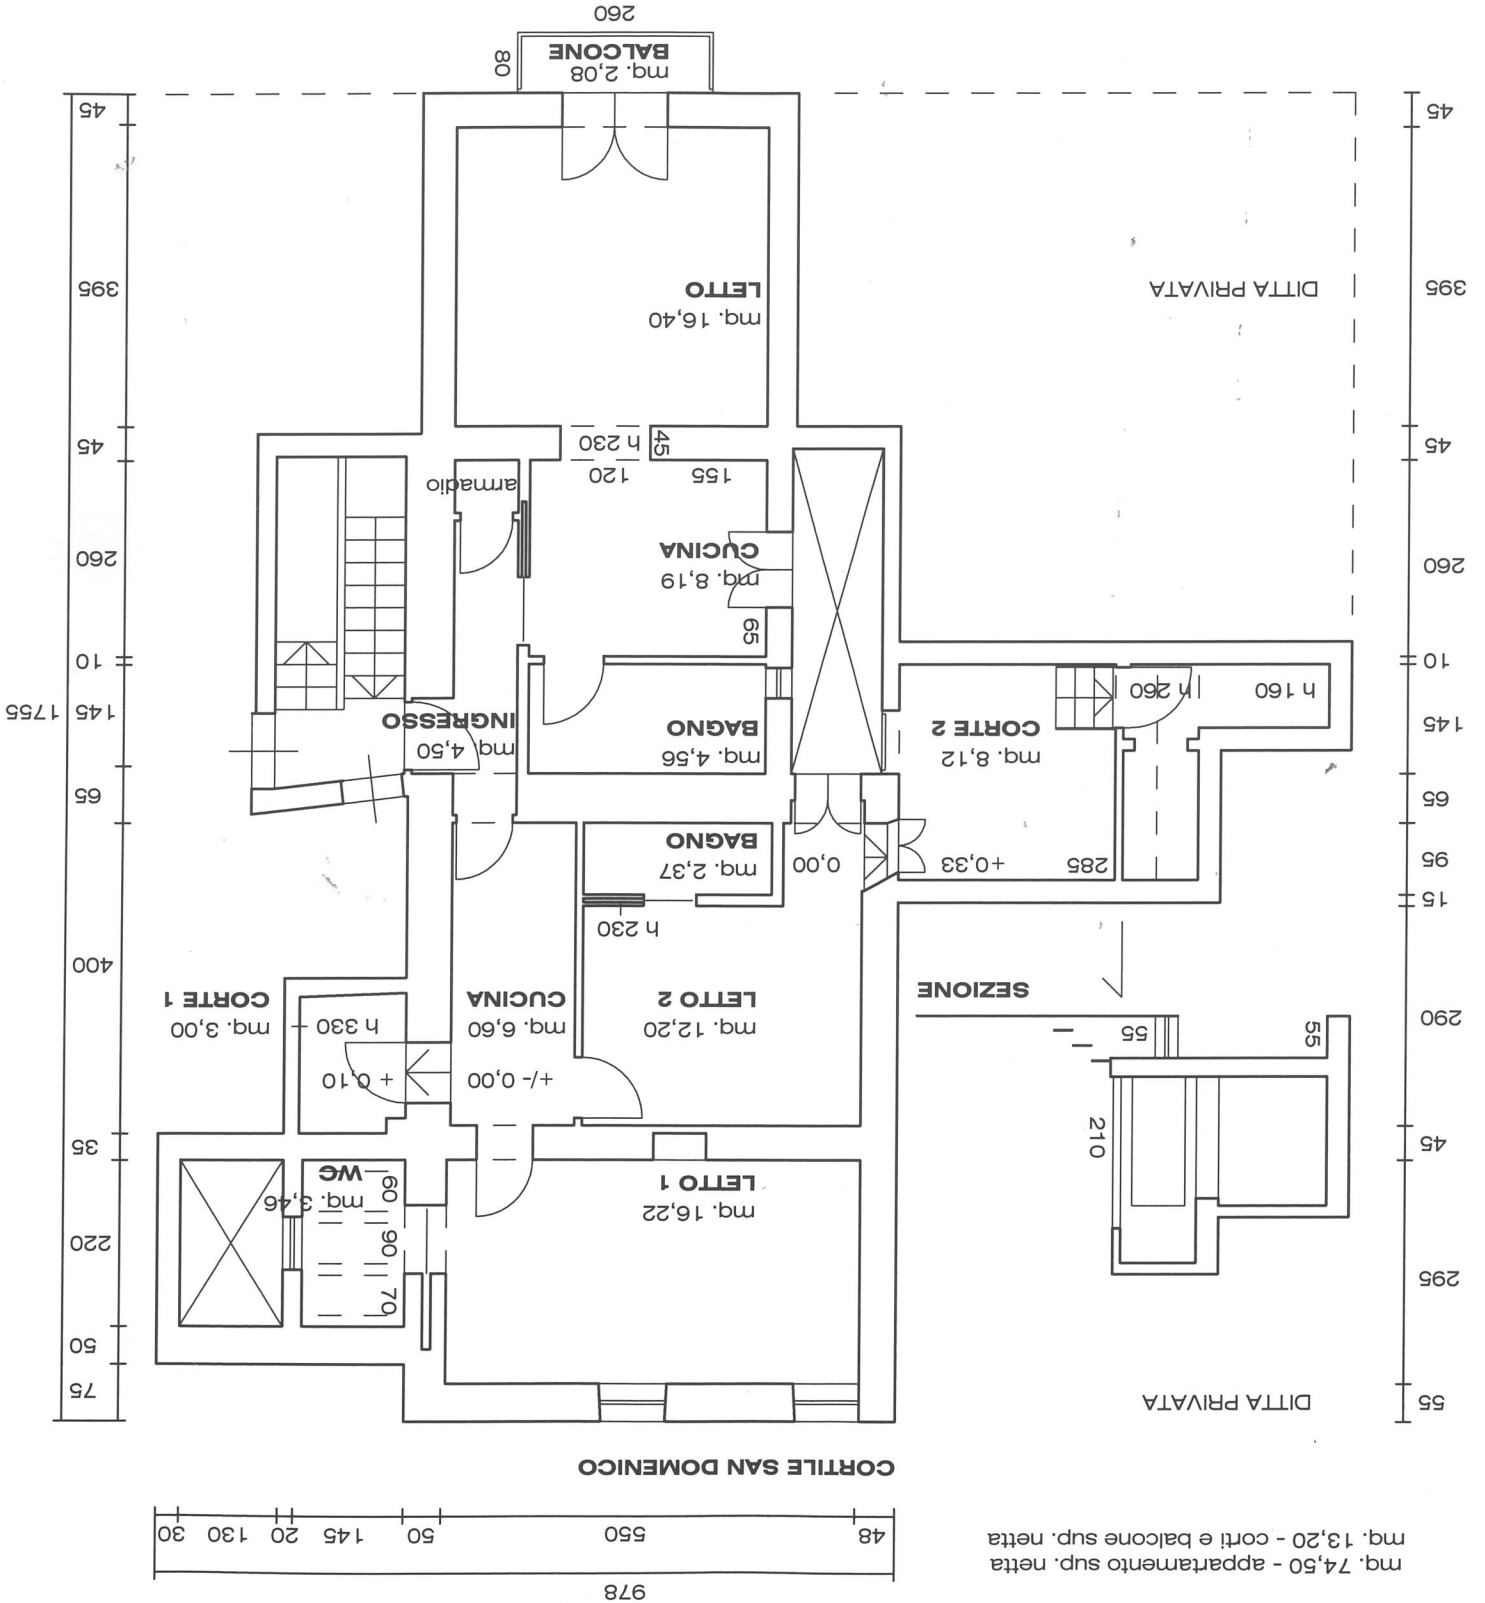 978
mq. 74,50 - appartamento sup. netta
mq. 13,20 - corti e balcone sup. netta
48 550 50 145 20 130 30
CORTILE SAN DOMENICO
DITTA PRIVATA
55
75
50
295
70
90
60
220
mq. 16,22
LETTO 1
mq. 3,46
WC
210
45
35
+/- 0,00
+ 0,10
55
55
290
h 330
mq. 12,20
LETTO 2
mq. 6,60
CUCINA
mq. 3,00
CORTE 1
SEZIONE
400
h 230
15
285
+0,33
0,00
mq. 2,37
BAGNO
95
65
65
mq. 8,12
CORTE 2
mq. 4,56
BAGNO
mq. 4,50
INGRESSO
145
145
1755
h 160
h 260
10
10
65
mq. 8,19
CUCINA
260
260
armadio
155
120
45
h 230
45
45
mq. 16,40
LETTO
DITTA PRIVATA
395
395
45
45
mq. 2,08
BALCONE
80
260